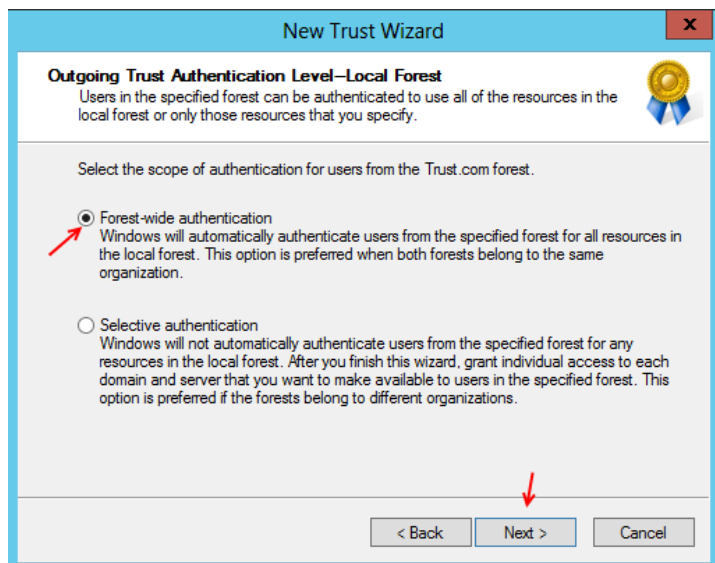 New Trust Wizard
x
Outgoing Trust Authentication Level—Local Forest
Users in the specified forest can be authenticated to use all of the resources in the
local forest or only those resources that you specify.
Select the scope of authentication for users from the Trust.com forest.
Forest-wide authentication
Windows will automatically authenticate users from the specified forest for all resources in
the local forest. This option is preferred when both forests belong to the same
organization.
Selective authentication
Windows will not automatically authenticate users from the specified forest for any
resources in the local forest. After you finish this wizard, grant individual access to each
domain and server that you want to make available to users in the specified forest. This
option is preferred if the forests belong to different organizations.
< Back Next > Cancel